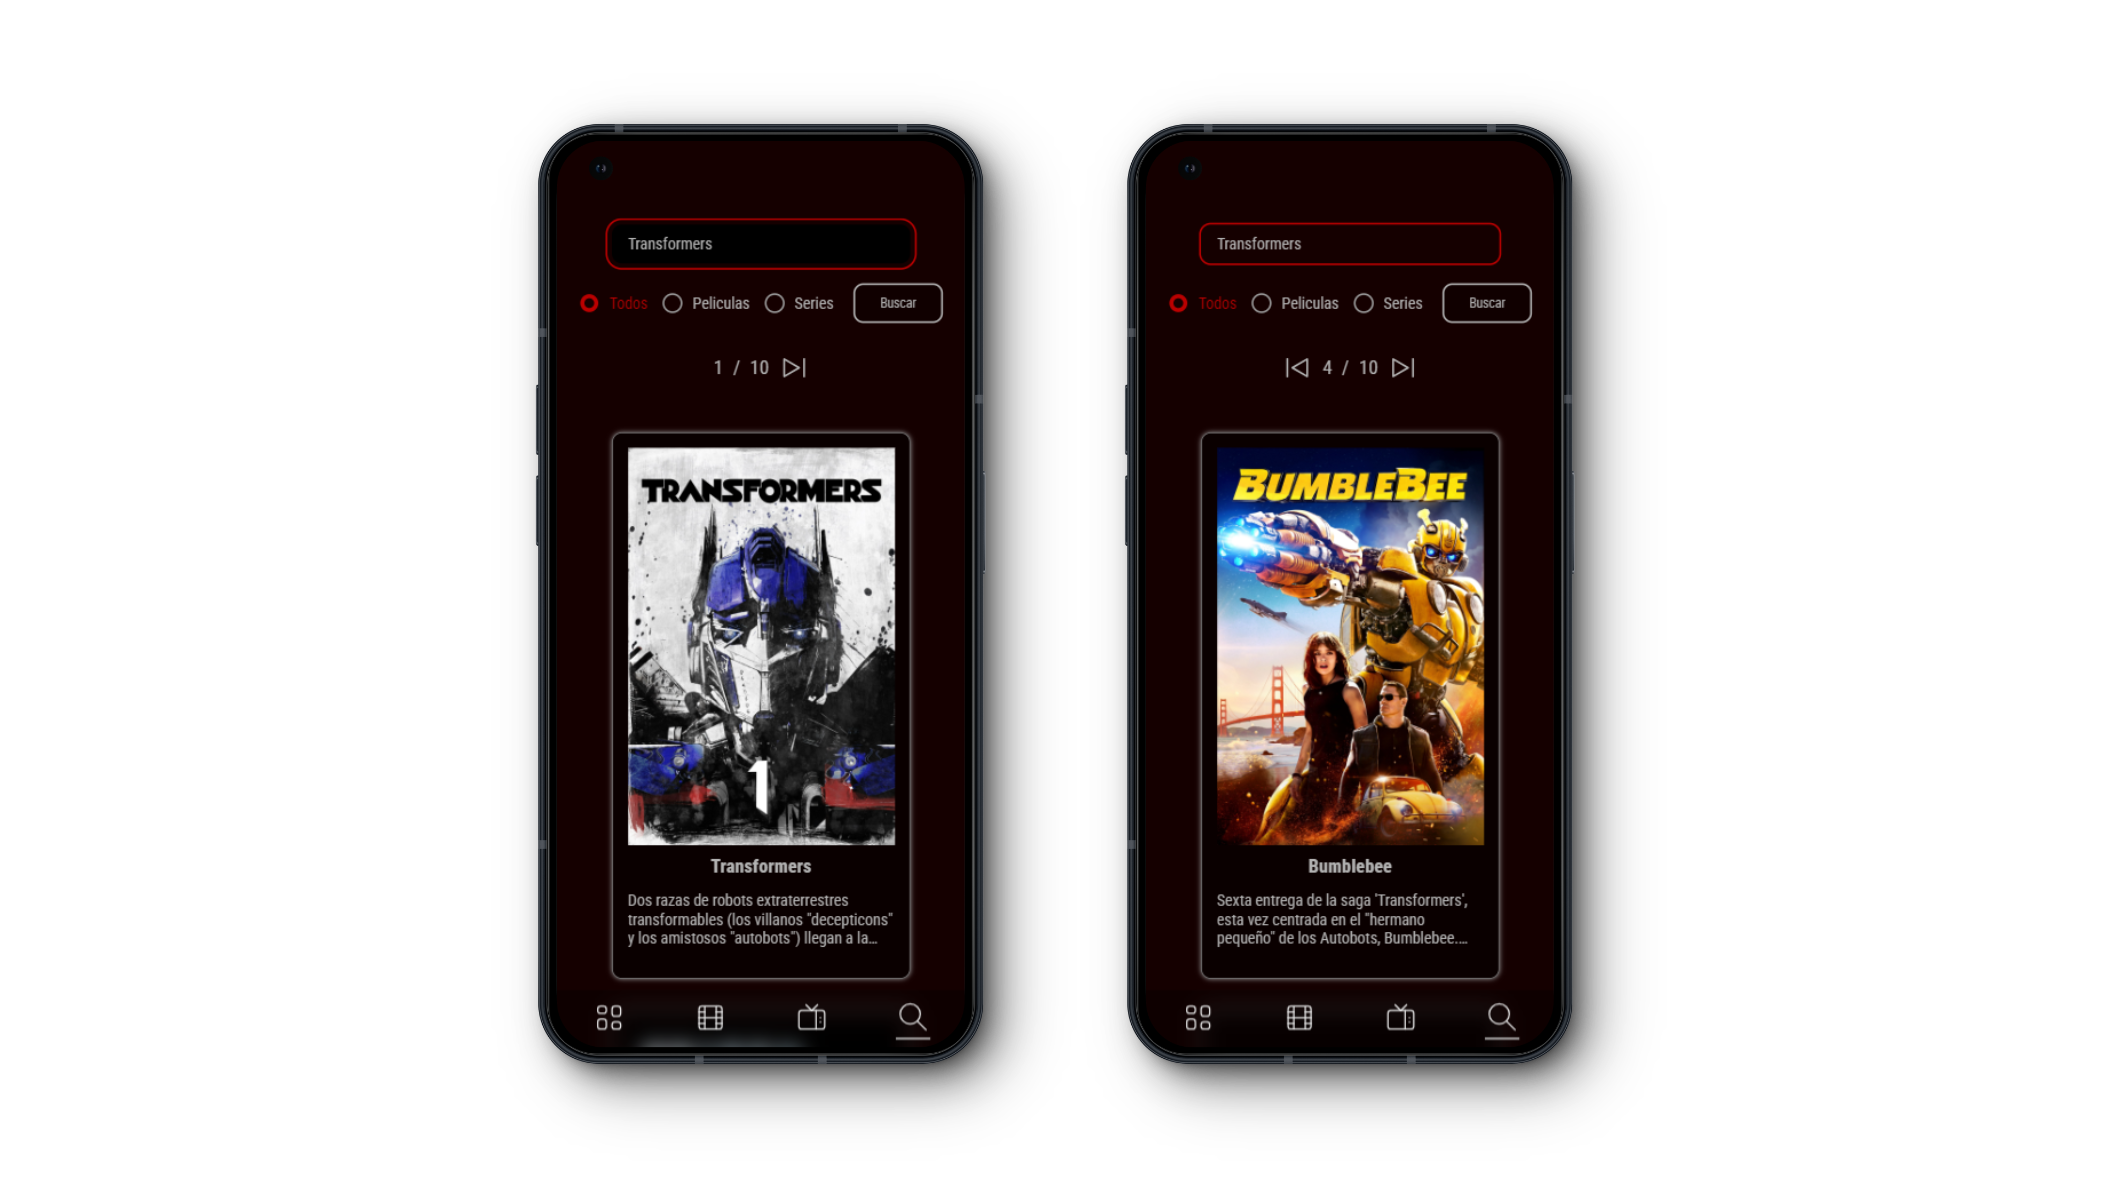 Transformers
Todos Peliculas Series Buscar
1 / 10
TRANSFORMERS
1
Transformers
Dos razas de robots extraterrestres
transformables (los villanos "decepticons"
y los amistosos "autobots") llegan a la...
Transformers
Todos Peliculas Series Buscar
4 / 10
BUMBLEBEE
Bumblebee
Sexta entrega de la saga 'Transformers',
esta vez centrada en el "hermano
pequeño" de los Autobots, Bumblebee....